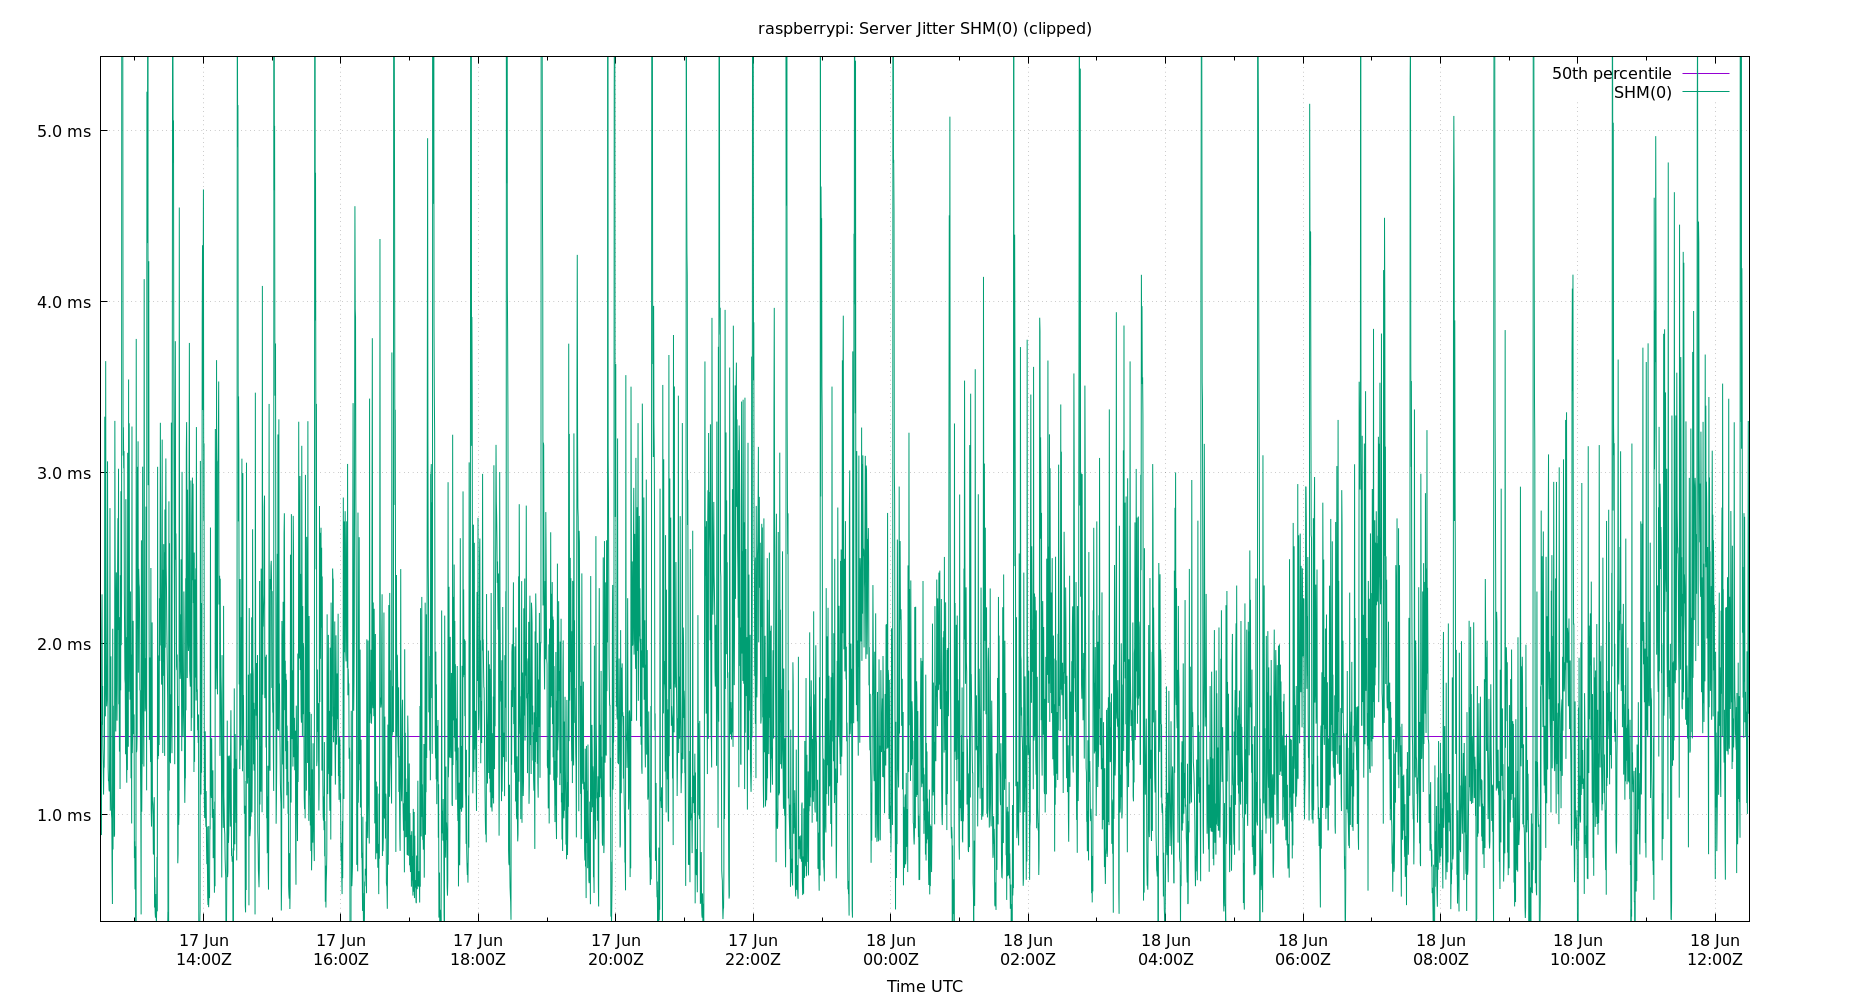 raspberrypi: Server Jitter SHM(0) (clipped)
50th percentile
SHM(0)
5.0 ms
4.0 ms
3.0 ms
2.0 ms
1.0 ms
17 Jun 17 Jun 17 Jun 17 Jun 17 Jun 18 Jun 18 Jun 18 Jun 18 Jun 18 Jun 18 Jun 18 Jun
14:00Z 16:00Z 18:00Z 20:00Z 22:00Z 00:00Z 02:00Z 04:00Z 06:00Z 08:00Z 10:00Z 12:00Z
Time UTC